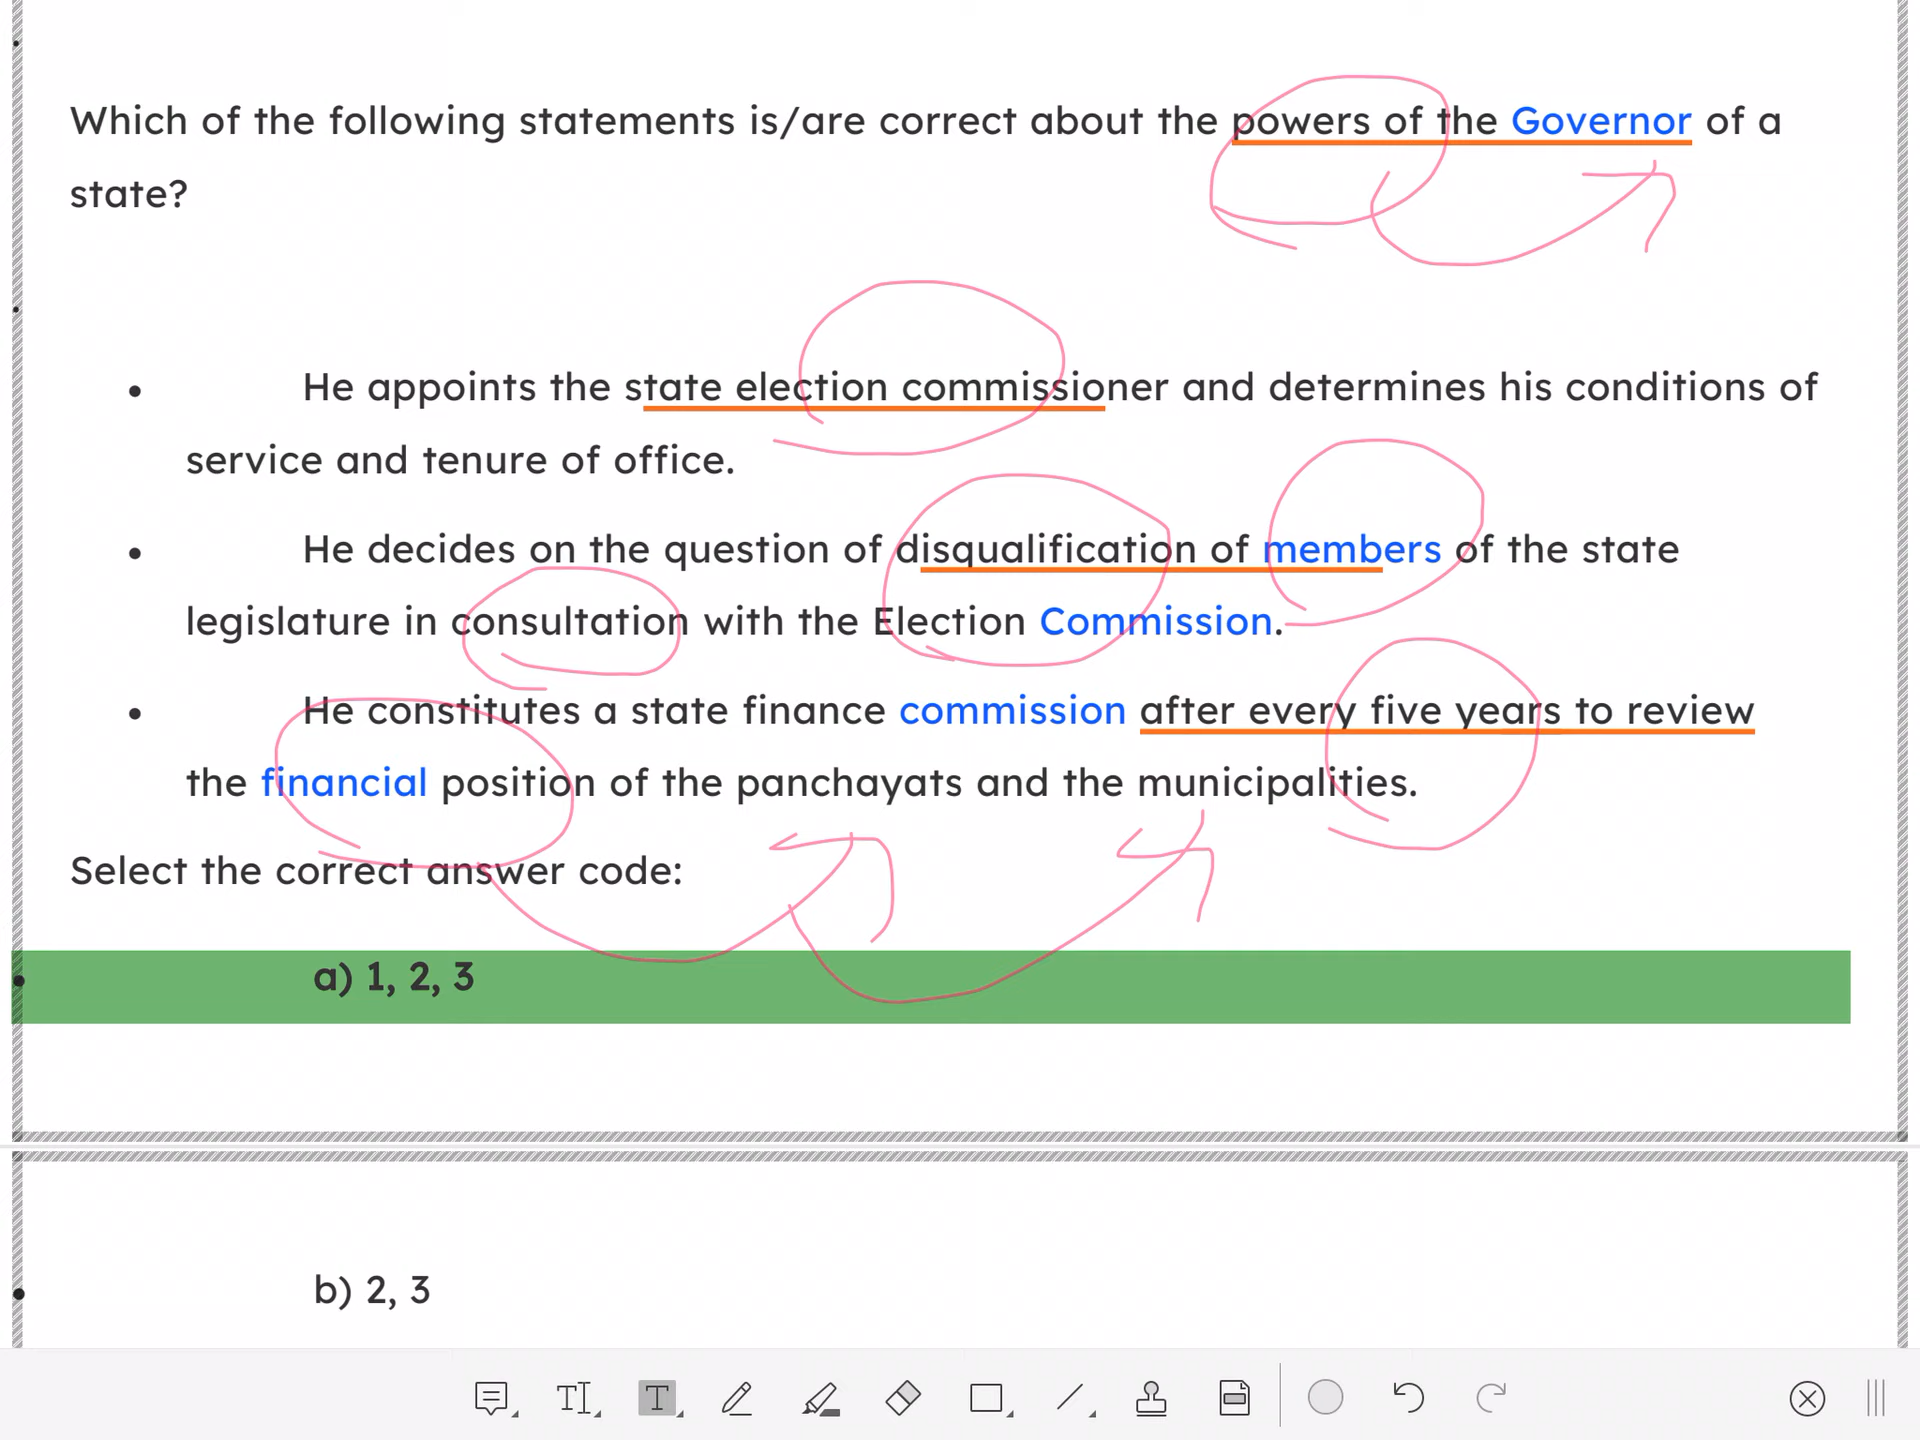 Which of the following statements is/are correct about the powers of the Governor of a
state?
He appoints the state election commissioner and determines his conditions of
service and tenure of office.
He decides on the question of disqualification of members of the state
legislature in consultation with the Election Commission.
He constitutes a state finance commission after every five years to review
the financial position of the panchayats and the municipalities.
Select the correct answer code:
a) 1, 2, 3
b) 2, 3